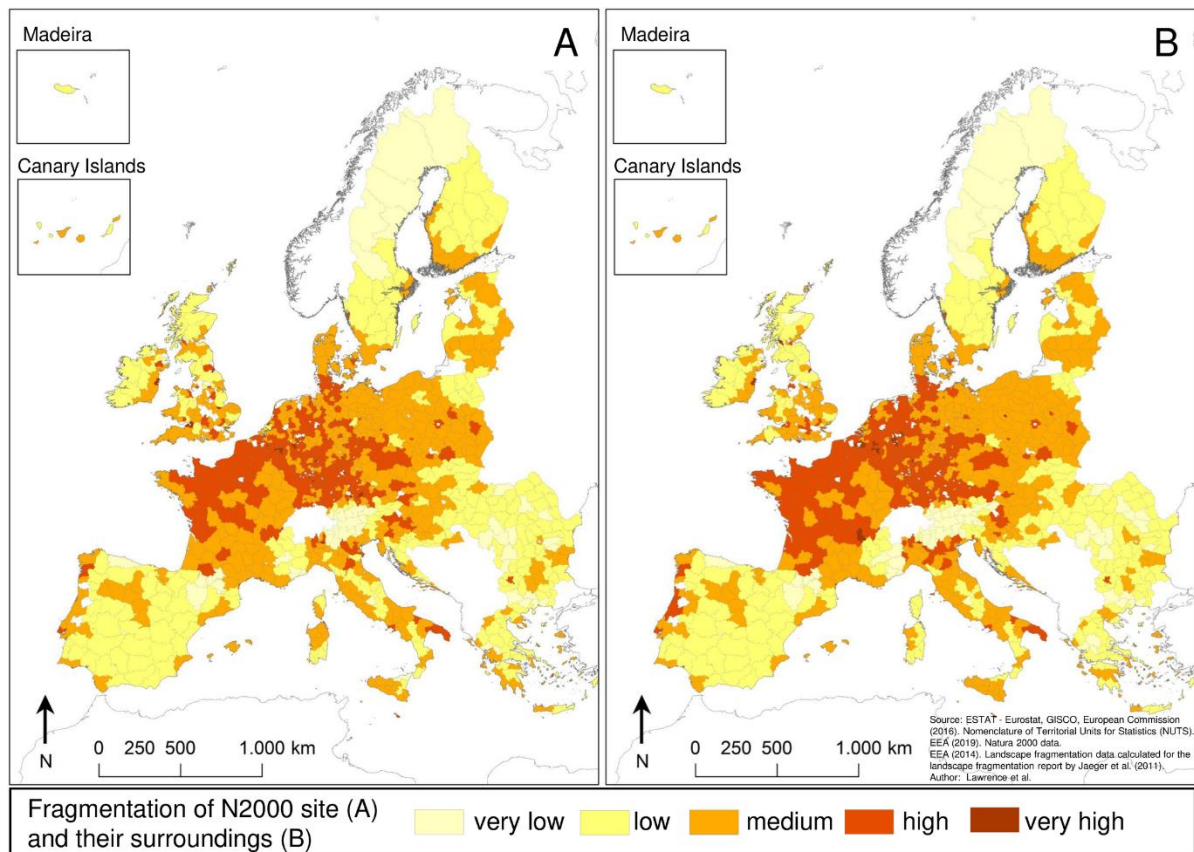 Madeira
A
Canary Islands
N
0 250 500 1.000 km
Madeira
B
Canary Islands
N
0 250 500 1.000 km
Source: ESTAT - Eurostat, GISCO, European Commission
(2016). Nomenclature of Territorial Units for Statistics (NUTS).
EEA (2019). Natura 2000 data.
EEA (2014). Landscape fragmentation data calculated for the
landscape fragmentation report by Jaeger et al. (2011).
Author: Lawrence et al.
Fragmentation of N2000 site (A)
and their surroundings (B)
very low low medium high very high